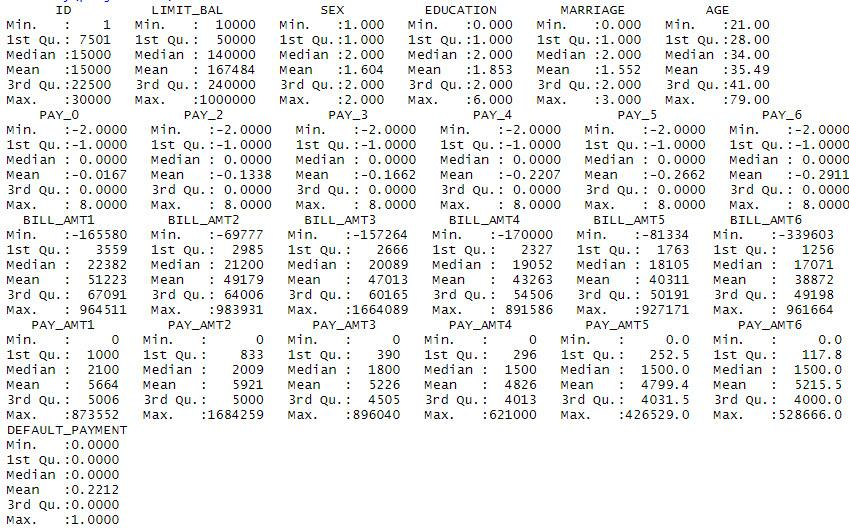 ID LIMIT_BAL SEX EDUCATION MARRIAGE AGE
Min. : 1 Min. : 10000 Min. :1.000 Min. :0.000 Min. :0.000 Min. :21.00
1st Qu.: 7501 1st Qu.: 50000 1st Qu.:1.000 1st Qu.:1.000 1st Qu.:1.000 1st Qu.:28.00
Median :15000 Median : 140000 Median :2.000 Median :2.000 Median :2.000 Median :34.00
Mean :15000 Mean : 167484 Mean :1.604 Mean :1.853 Mean :1.552 Mean :35.49
3rd Qu.:22500 3rd Qu.: 240000 3rd Qu.:2.000 3rd Qu.:2.000 3rd Qu.:2.000 3rd Qu.:41.00
Max. :30000 Max. :1000000 Max. :2.000 Max. :6.000 Max. :3.000 Max. :79.00
PAY_0 PAY_2 PAY_3 PAY_4 PAY_5 PAY_6
Min. :-2.0000 Min. :-2.0000 Min. :-2.0000 Min. :-2.0000 Min. :-2.0000 Min. :-2.0000
1st Qu.:-1.0000 1st Qu.:-1.0000 1st Qu.:-1.0000 1st Qu.:-1.0000 1st Qu.:-1.0000 1st Qu.:-1.0000
Median : 0.0000 Median : 0.0000 Median : 0.0000 Median : 0.0000 Median : 0.0000 Median : 0.0000
Mean :-0.0167 Mean :-0.1338 Mean :-0.1662 Mean :-0.2207 Mean :-0.2662 Mean :-0.2911
3rd Qu.: 0.0000 3rd Qu.: 0.0000 3rd Qu.: 0.0000 3rd Qu.: 0.0000 3rd Qu.: 0.0000 3rd Qu.: 0.0000
Max. : 8.0000 Max. : 8.0000 Max. : 8.0000 Max. : 8.0000 Max. : 8.0000 Max. : 8.0000
BILL_AMT1 BILL_AMT2 BILL_AMT3 BILL_AMT4 BILL_AMT5 BILL_AMT6
Min. :-165580 Min. :-69777 Min. :-157264 Min. :-170000 Min. :-81334 Min. :-339603
1st Qu.: 3559 1st Qu.: 2985 1st Qu.: 2666 1st Qu.: 2327 1st Qu.: 1763 1st Qu.: 1256
Median : 22382 Median : 21200 Median : 20089 Median : 19052 Median : 18105 Median : 17071
Mean : 51223 Mean : 49179 Mean : 47013 Mean : 43263 Mean : 40311 Mean : 38872
3rd Qu.: 67091 3rd Qu.: 64006 3rd Qu.: 60165 3rd Qu.: 54506 3rd Qu.: 50191 3rd Qu.: 49198
Max. : 964511 Max. :983931 Max. :1664089 Max. : 891586 Max. :927171 Max. : 961664
PAY_AMT1 PAY_AMT2 PAY_AMT3 PAY_AMT4 PAY_AMT5 PAY_AMT6
Min. : 0 Min. : 0 Min. : 0 Min. : 0 Min. : 0.0 Min. : 0.0
1st Qu.: 1000 1st Qu.: 833 1st Qu.: 390 1st Qu.: 296 1st Qu.: 252.5 1st Qu.: 117.8
Median : 2100 Median : 2009 Median : 1800 Median : 1500 Median : 1500.0 Median : 1500.0
Mean : 5664 Mean : 5921 Mean : 5226 Mean : 4826 Mean : 4799.4 Mean : 5215.5
3rd Qu.: 5006 3rd Qu.: 5000 3rd Qu.: 4505 3rd Qu.: 4013 3rd Qu.: 4031.5 3rd Qu.: 4000.0
Max. :873552 Max. :1684259 Max. :896040 Max. :621000 Max. :426529.0 Max. :528666.0
DEFAULT_PAYMENT
Min. :0.0000
1st Qu.:0.0000
Median :0.0000
Mean :0.2212
3rd Qu.:0.0000
Max. :1.0000